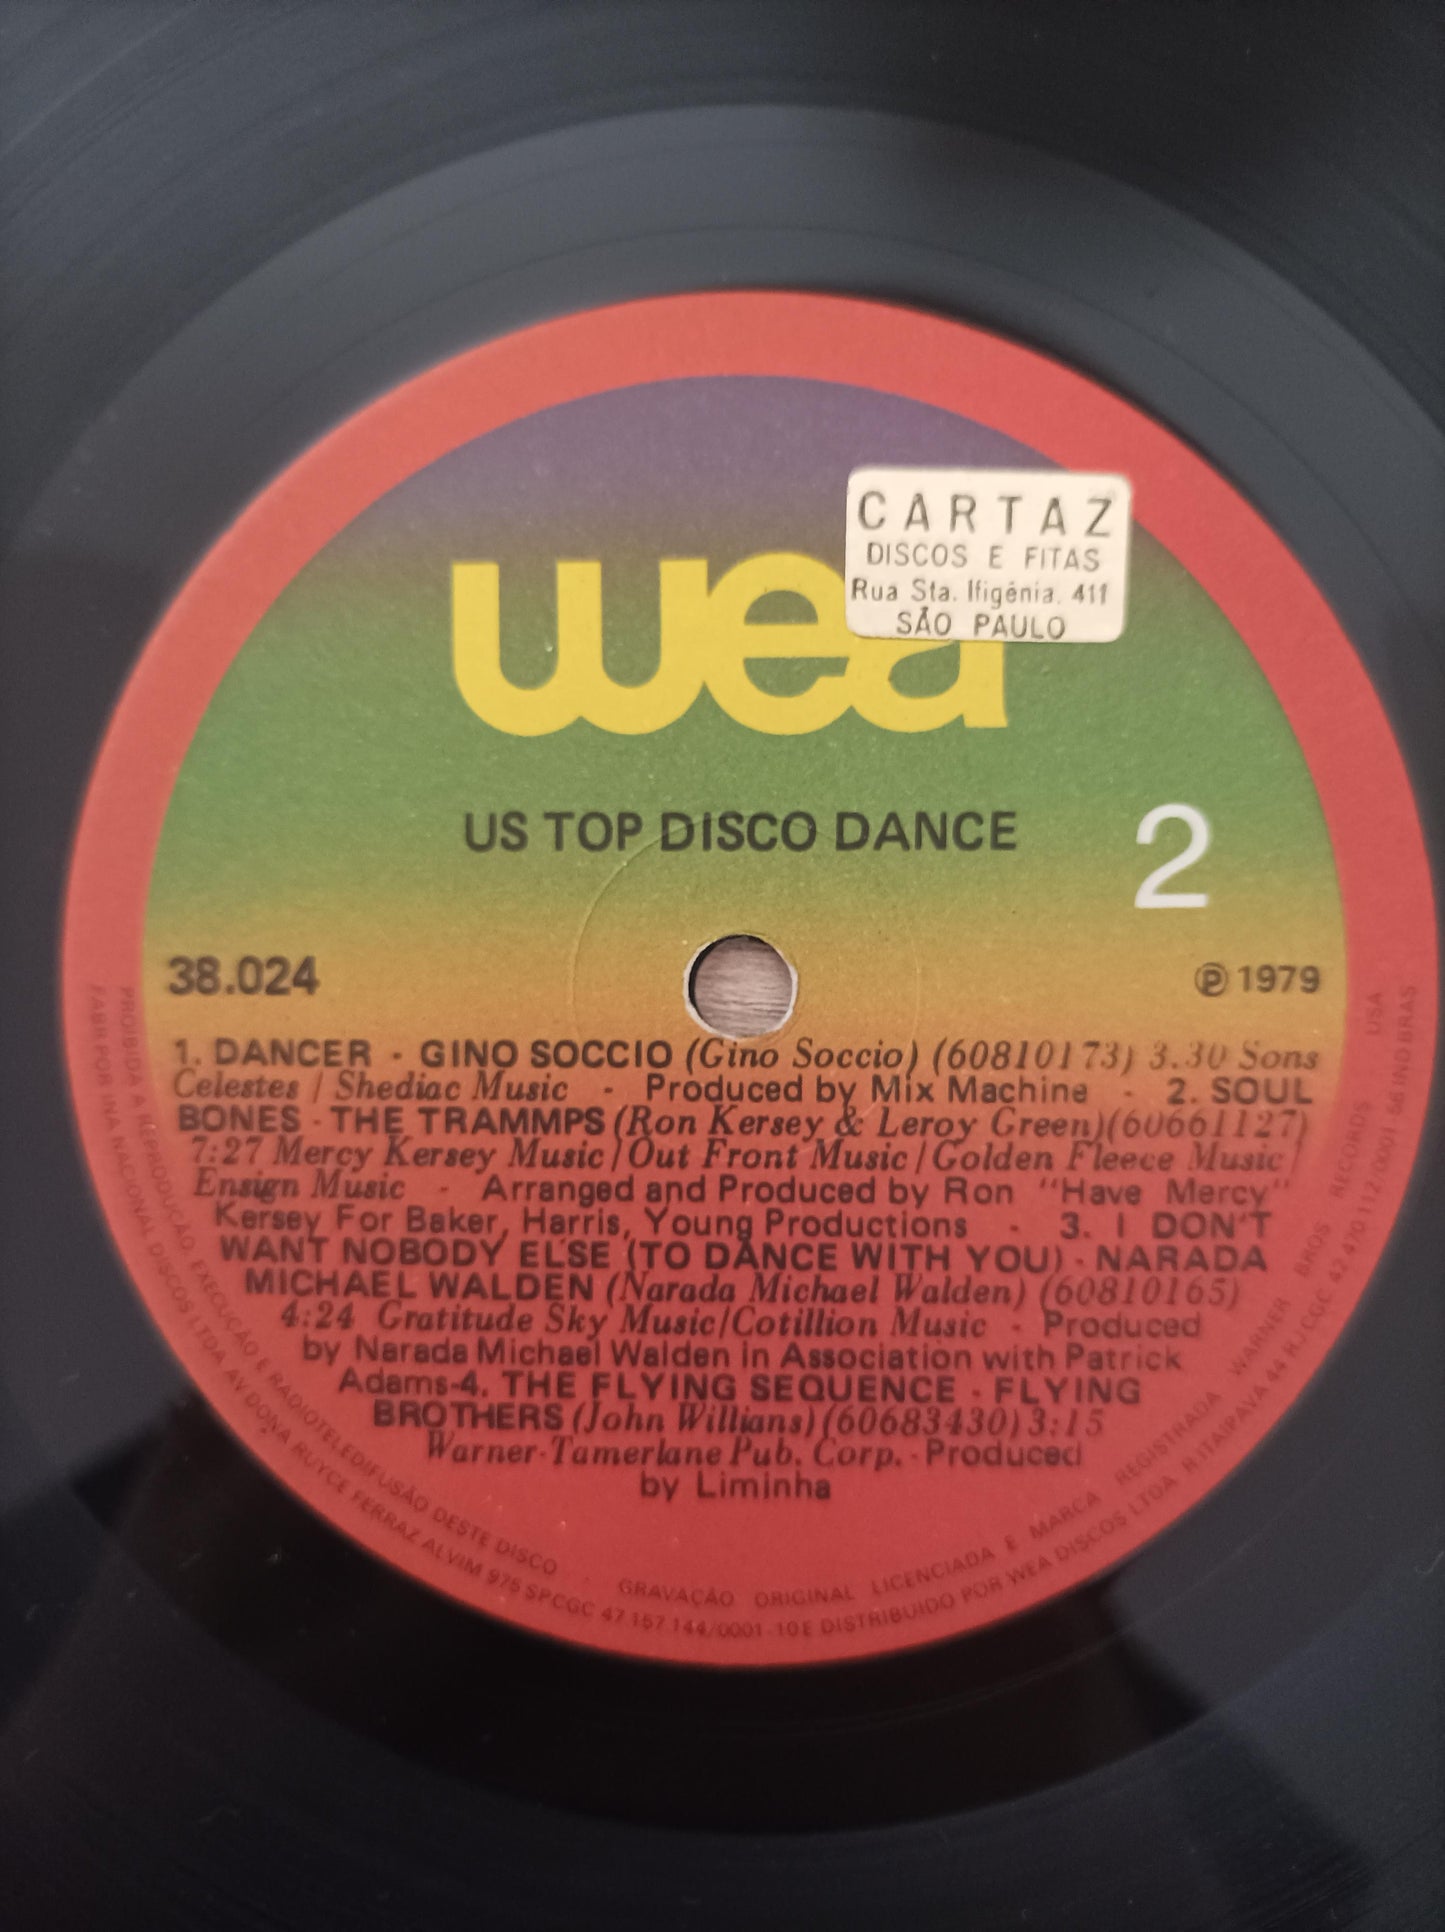 wea
CARTAZ
DISCOS E FITAS
Rua Sta. Ifigénia, 411
SÃO PAULO
US TOP DISCO DANCE
2
38.024
℗ 1979
1. DANCER - GINO SOCCIO (Gino Soccio) (60810173) 3.30 Sons
Celestes / Shediac Music - Produced by Mix Machine - 2. SOUL
BONES - THE TRAMMPS (Ron Kersey & Leroy Green)(60661127)
7:27 Mercy Kersey Music/Out Front Music/Golden Fleece Music/
Ensign Music - Arranged and Produced by Ron "Have Mercy"
Kersey For Baker, Harris, Young Productions - 3. I DON'T
WANT NOBODY ELSE (TO DANCE WITH YOU) - NARADA
MICHAEL WALDEN (Narada Michael Walden) (60810165)
4:24 Gratitude Sky Music/Cotillion Music - Produced
by Narada Michael Walden in Association with Patrick
Adams-4. THE FLYING SEQUENCE - FLYING
BROTHERS (John Willians)(60683430)3:15
Warner-Tamerlane Pub. Corp. - Produced
by Liminha
PROIBIDA A REPRODUÇÃO, EXECUÇÃO E RADIOTELEDIFUSÃO DESTE DISCO - GRAVAÇÃO ORIGINAL LICENCIADA E MARCA REGISTRADA WARNER BROS RECORDS USA
FABR POR INA NACIONAL DISCOS LTDA AV DONA RUYCE FERRAZ ALVIM 975 SPCGC 47 157 144/0001-10 E DISTRIBUIDO POR WEA DISCOS LTDA R. ITAIPAVA 44 RJ CGC 42 470 112/0001 66 IND BRAS